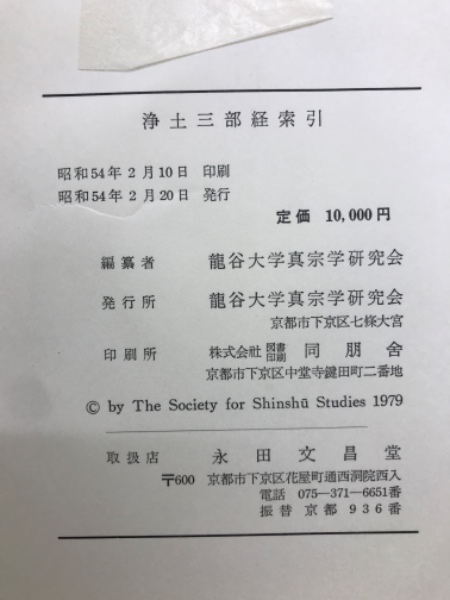 浄土三部経索引
昭和54年2月10日 印刷
昭和54年2月20日 発行
定価 10,000円
編纂者 龍谷大学真宗学研究会
発行所 龍谷大学真宗学研究会
京都市下京区七條大宮
印刷所 株式会社 図書印刷 同朋舎
京都市下京区中堂寺鍵田町二番地
© by The Society for Shinshū Studies 1979
取扱店 永田文昌堂
〒600 京都市下京区花屋町通西洞院西入
電話 075―371―6651番
振替 京都 936番